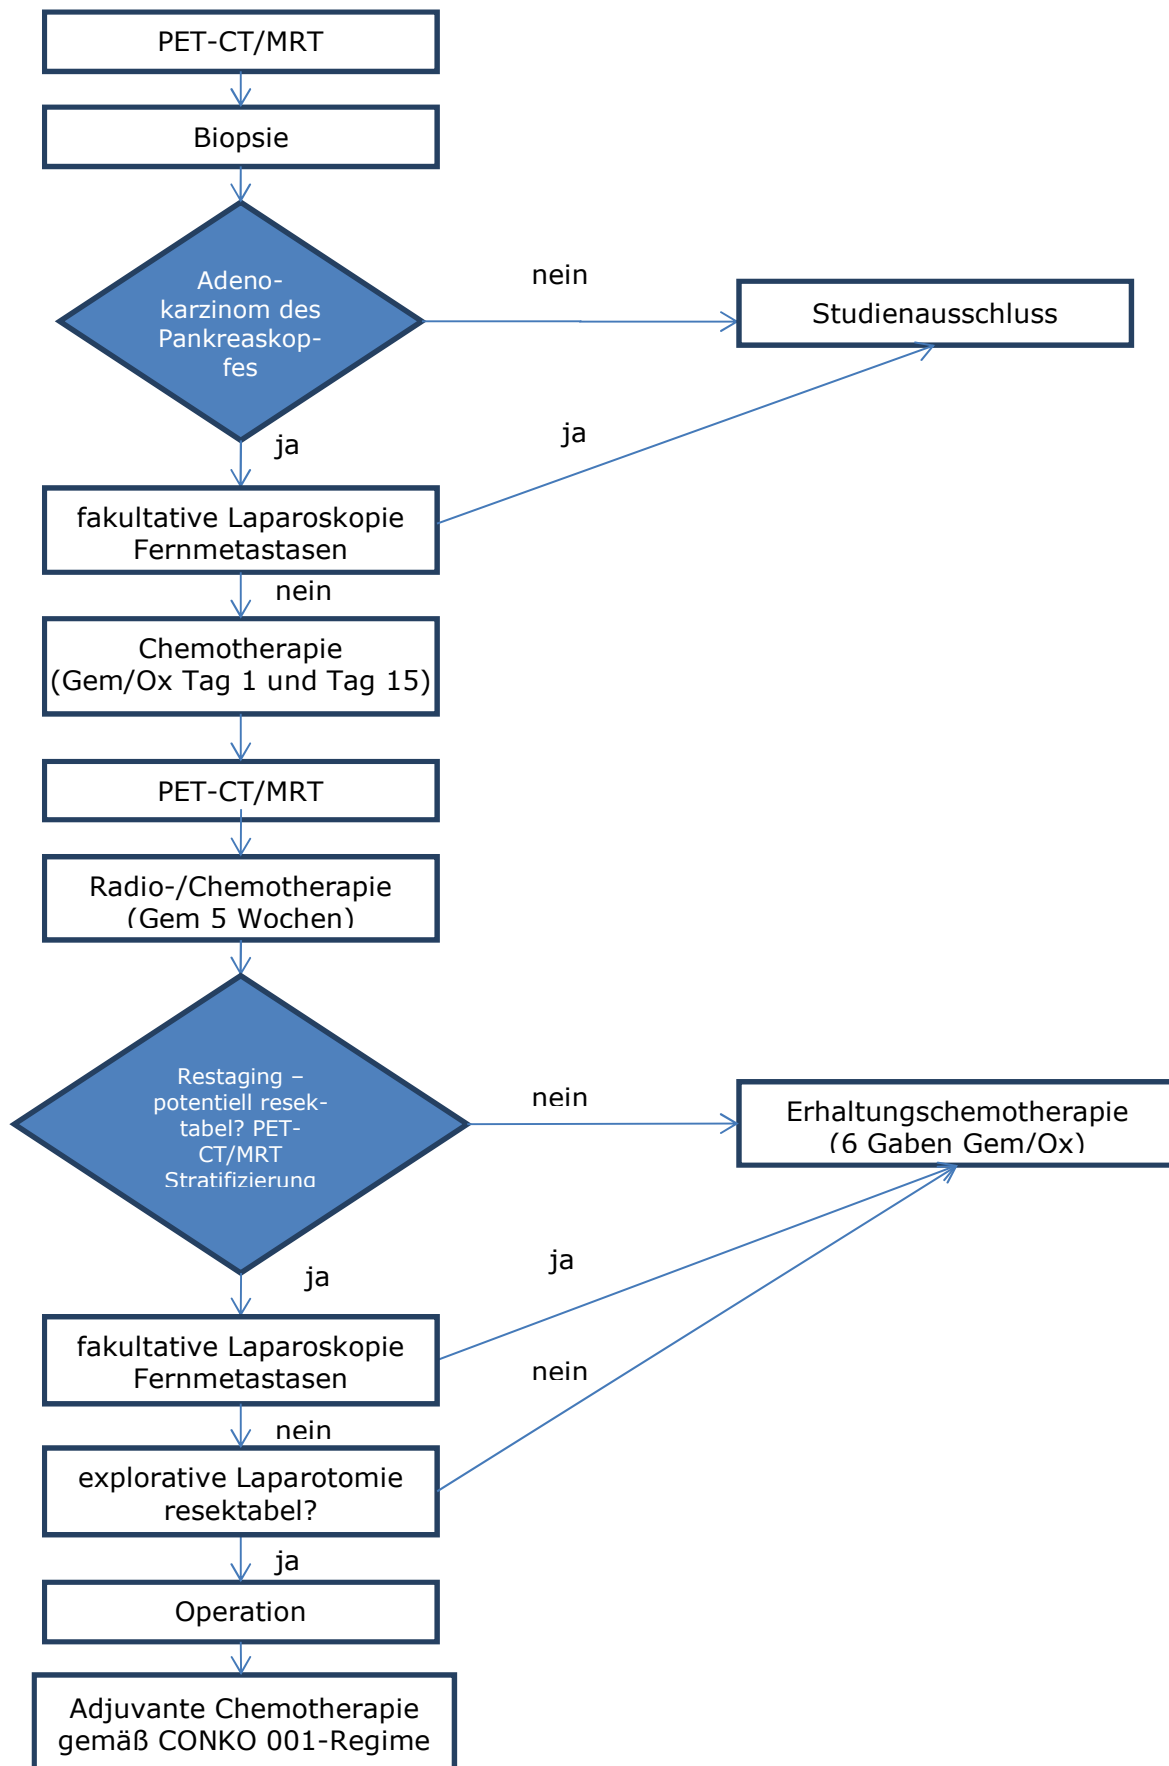 PET-CT/MRT
Biopsie
Adeno-
karzinom des
Pankreaskop-
fes
nein
Studienausschluss
ja
ja
fakultative Laparoskopie
Fernmetastasen
nein
Chemotherapie
(Gem/Ox Tag 1 und Tag 15)
PET-CT/MRT
Radio-/Chemotherapie
(Gem 5 Wochen)
Restaging –
potentiell resek-
tabel? PET-
CT/MRT
Stratifizierung
nein
Erhaltungschemotherapie
(6 Gaben Gem/Ox)
ja
ja
fakultative Laparoskopie
Fernmetastasen
nein
nein
explorative Laparotomie
resektabel?
ja
Operation
Adjuvante Chemotherapie
gemäß CONKO 001-Regime